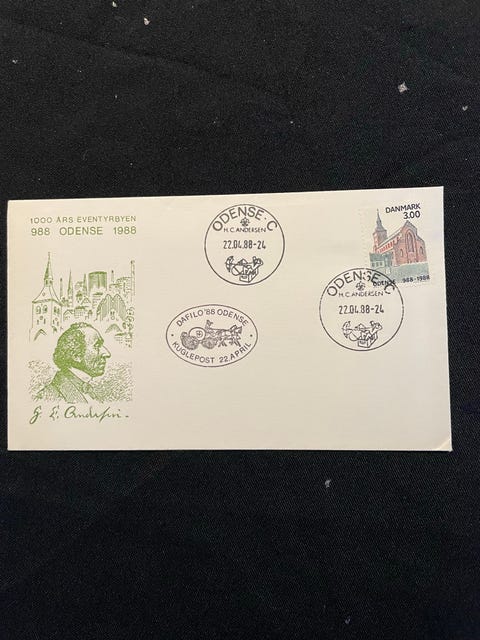 1000 ÅRS EVENTYRBYEN
988 ODENSE 1988
ODENSE·C
H.C. ANDERSEN
22.04.88-24
DANMARK
3.00
ODENSE 988-1988
ODENSE·C
H.C. ANDERSEN
22.04.88-24
DAFILO'88 ODENSE
KUGLEPOST 22.APRIL
H. C. Andersen.